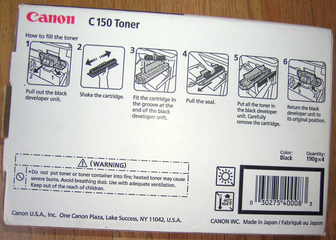 Canon C150 Toner
How to fill the toner
1 2 3 4 5 6
Pull out the black developer unit.
Shake the cartridge.
Fit the cartridge in the groove at the end of the black developer unit.
Pull the seal.
Put all the toner in the black developer unit. Carefully remove the cartridge.
Return the black developer unit to its original position.
(WARNING)
•Do not put toner or toner container into fire; heated toner may cause
severe burns. Avoid breathing dust. Use with adequate ventilation.
Keep out of the reach of children.
Color: Quantity:
Black 190g×4
0 30275 40008 3
Canon U.S.A., Inc. One Canon Plaza, Lake Success, NY 11042, U.S.A.
CANON INC. Made in Japan / Fabriqué au Japon